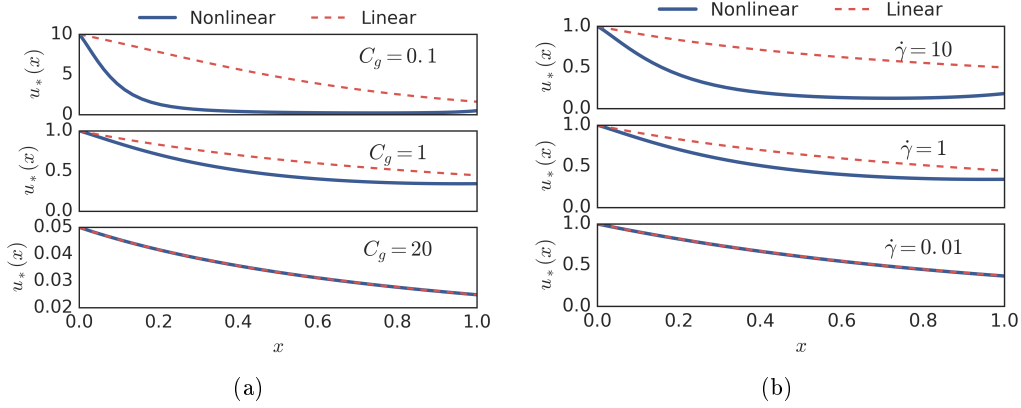 Nonlinear Linear
10
5
0
u_*(x)
C_g = 0.1
1.0
0.5
0.0
u_*(x)
C_g = 1
0.05
0.04
0.03
0.02
u_*(x)
C_g = 20
0.0 0.2 0.4 0.6 0.8 1.0
x
(a)
Nonlinear Linear
1.0
0.5
0.0
u_*(x)
γ̇ = 10
1.0
0.5
0.0
u_*(x)
γ̇ = 1
1.0
0.5
0.0
u_*(x)
γ̇ = 0.01
0.0 0.2 0.4 0.6 0.8 1.0
x
(b)